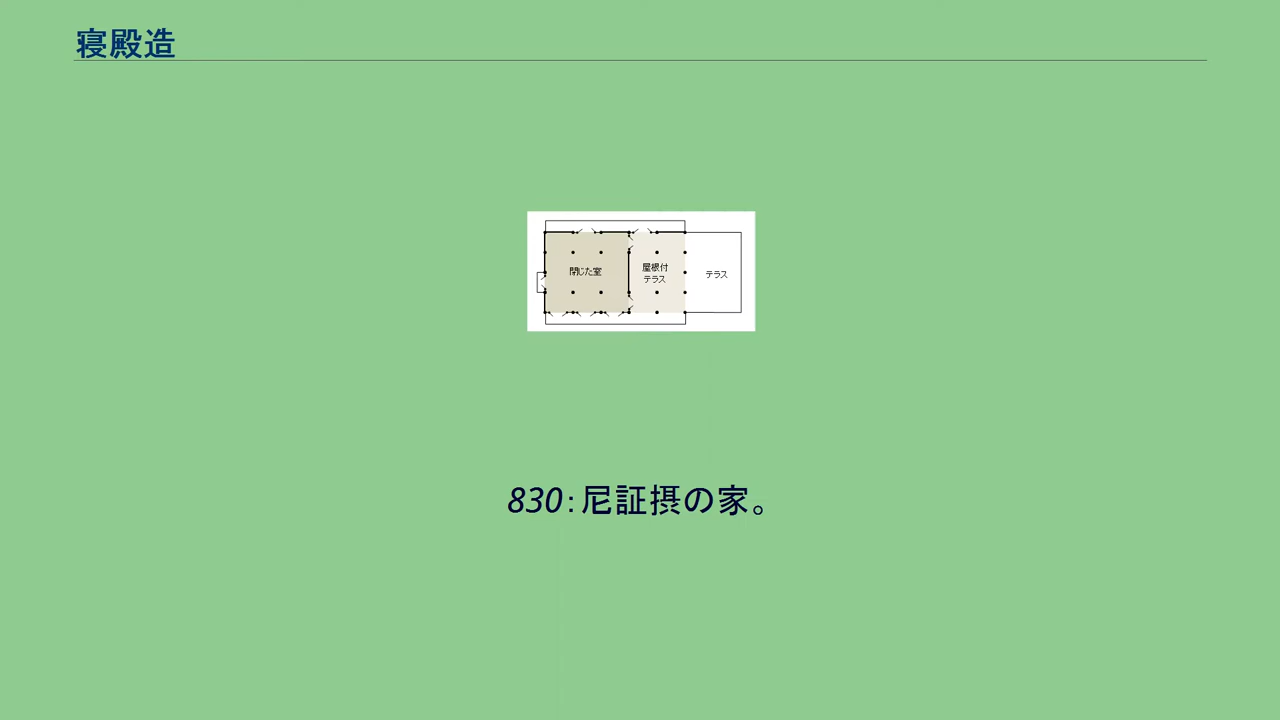 寝殿造
閉じた室
屋根付
テラス
テラス
830:尼証摂の家。